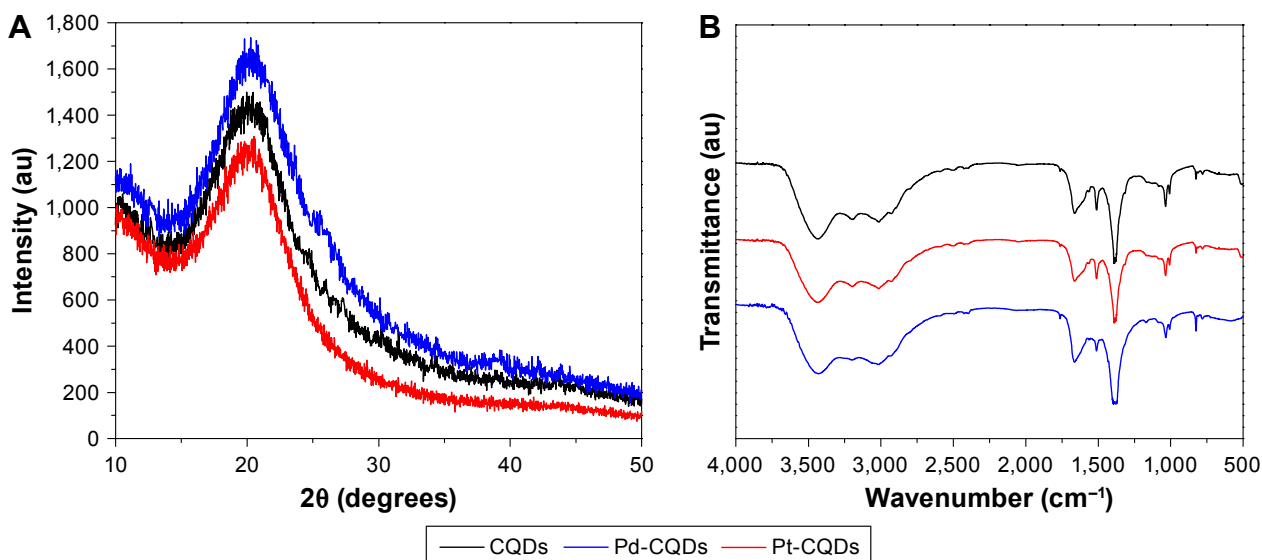 A
1,800
1,600
1,400
1,200
1,000
800
600
400
200
0
Intensity (au)
10 20 30 40 50
2θ (degrees)
B
Transmittance (au)
4,000 3,500 3,000 2,500 2,000 1,500 1,000 500
Wavenumber (cm⁻¹)
CQDs Pd-CQDs Pt-CQDs